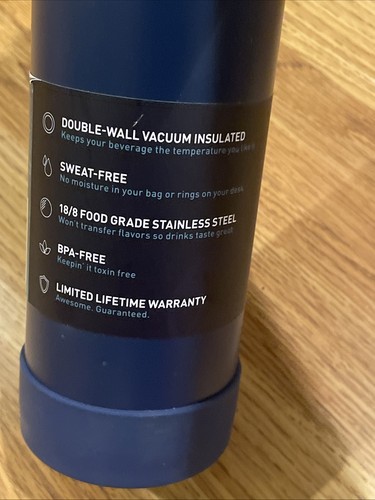 DOUBLE-WALL VACUUM INSULATED
Keeps your beverage the temperature you like it
SWEAT-FREE
No moisture in your bag or rings on your desk
18/8 FOOD GRADE STAINLESS STEEL
Won't transfer flavors so drinks taste great
BPA-FREE
Keepin' it toxin free
LIMITED LIFETIME WARRANTY
Awesome. Guaranteed.